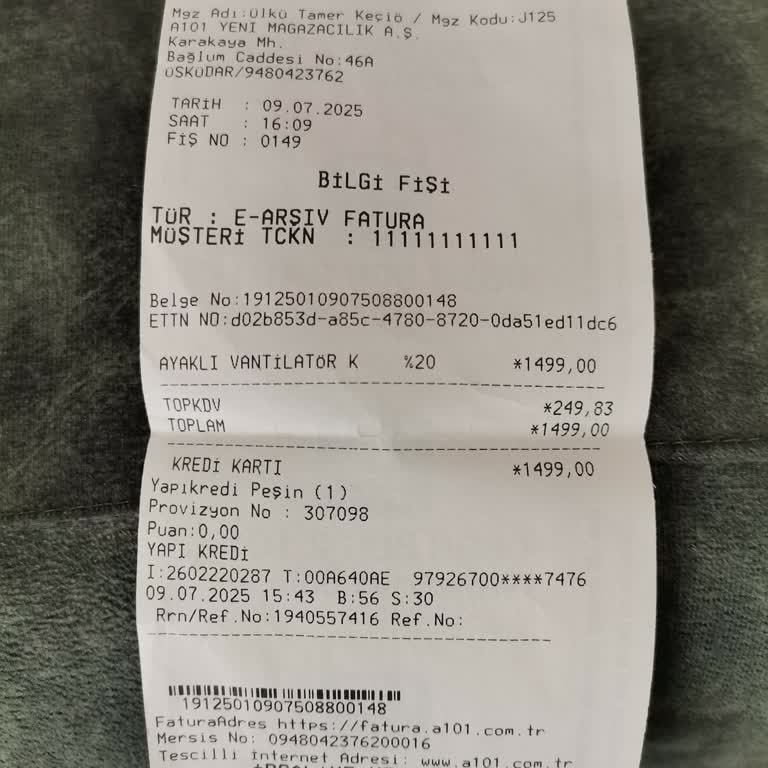 Mgz Adı:Ülkü Tamer Keçiö / Mgz Kodu:J125
A101 YENİ MAGAZACILIK A.Ş.
Karakaya Mh.
Bağlum Caddesi No:46A
ÜSKÜDAR/9480423762
TARİH : 09.07.2025
SAAT : 16:09
FİŞ NO : 0149
BİLGİ FİŞİ
TÜR : E-ARŞIV FATURA
MÜŞTERİ TCKN : 11111111111
Belge No:19125010907508800148
ETTN NO:d02b853d-a85c-4780-8720-0da51ed11dc6
AYAKLI VANTİLATÖR K %20 *1499,00
TOPKDV *249,83
TOPLAM *1499,00
KREDİ KARTI *1499,00
Yapıkredi Peşin (1)
Provizyon No : 307098
Puan:0,00
YAPI KREDİ
I:2602220287 T:00A640AE 97926700****7476
09.07.2025 15:43 B:56 S:30
Rrn/Ref.No:1940557416 Ref.No:
19125010907508800148
FaturaAdres https://fatura.a101.com.tr
Mersis No: 0948042376200016
Tescilli İnternet Adresi: www.a101.com.tr